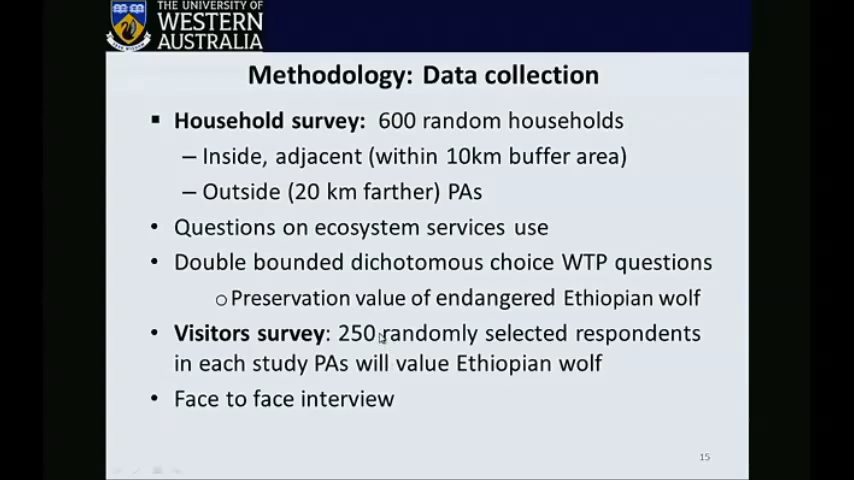 THE UNIVERSITY OF
WESTERN
AUSTRALIA
Methodology: Data collection
▪ Household survey: 600 random households
– Inside, adjacent (within 10km buffer area)
– Outside (20 km farther) PAs
• Questions on ecosystem services use
• Double bounded dichotomous choice WTP questions
o Preservation value of endangered Ethiopian wolf
• Visitors survey: 250 randomly selected respondents
in each study PAs will value Ethiopian wolf
• Face to face interview
15